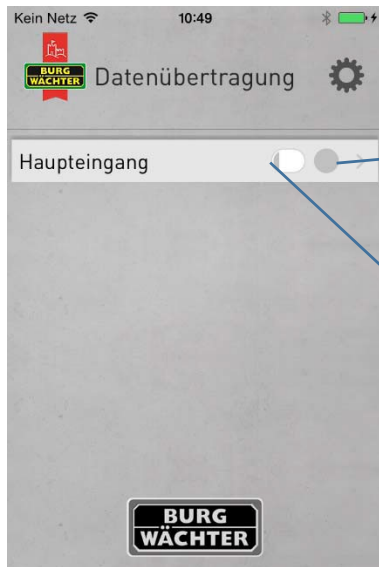 Kein Netz 10:49
BURG
WÄCHTER
Datenübertragung
Haupteingang
BURG
WÄCHTER